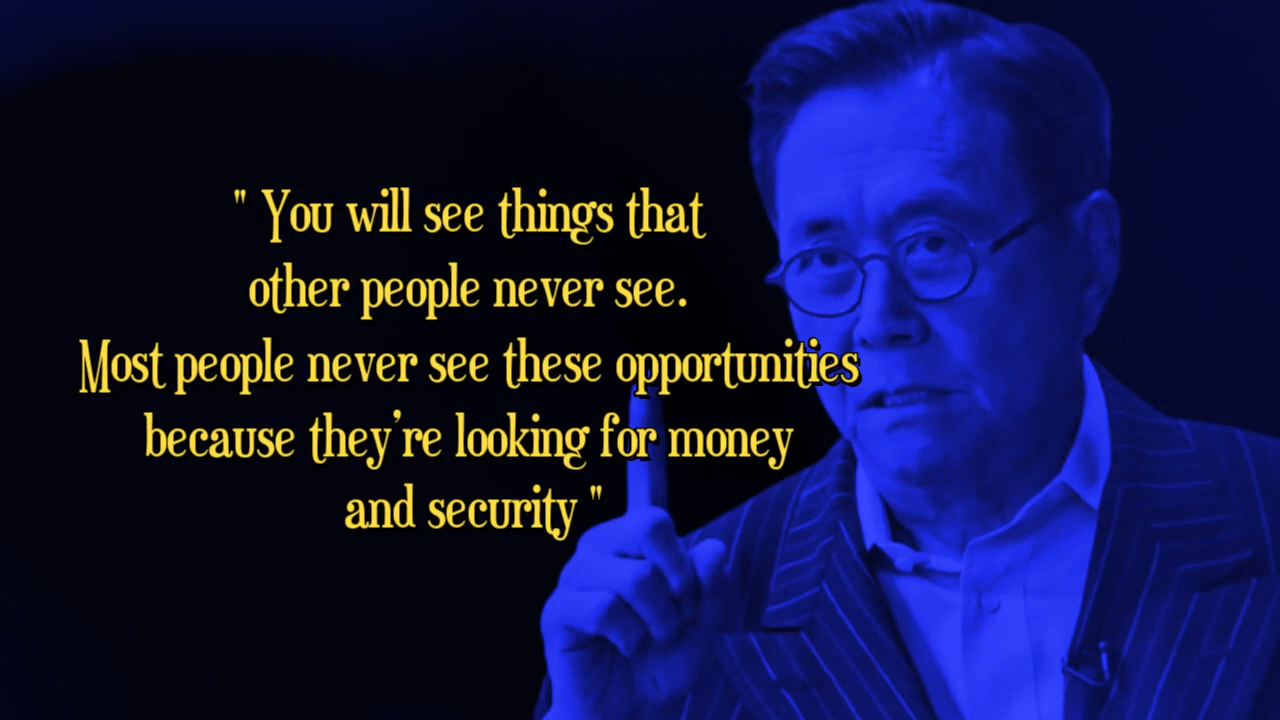 " You will see things that
other people never see.
Most people never see these opportunities
because they're looking for money
and security "